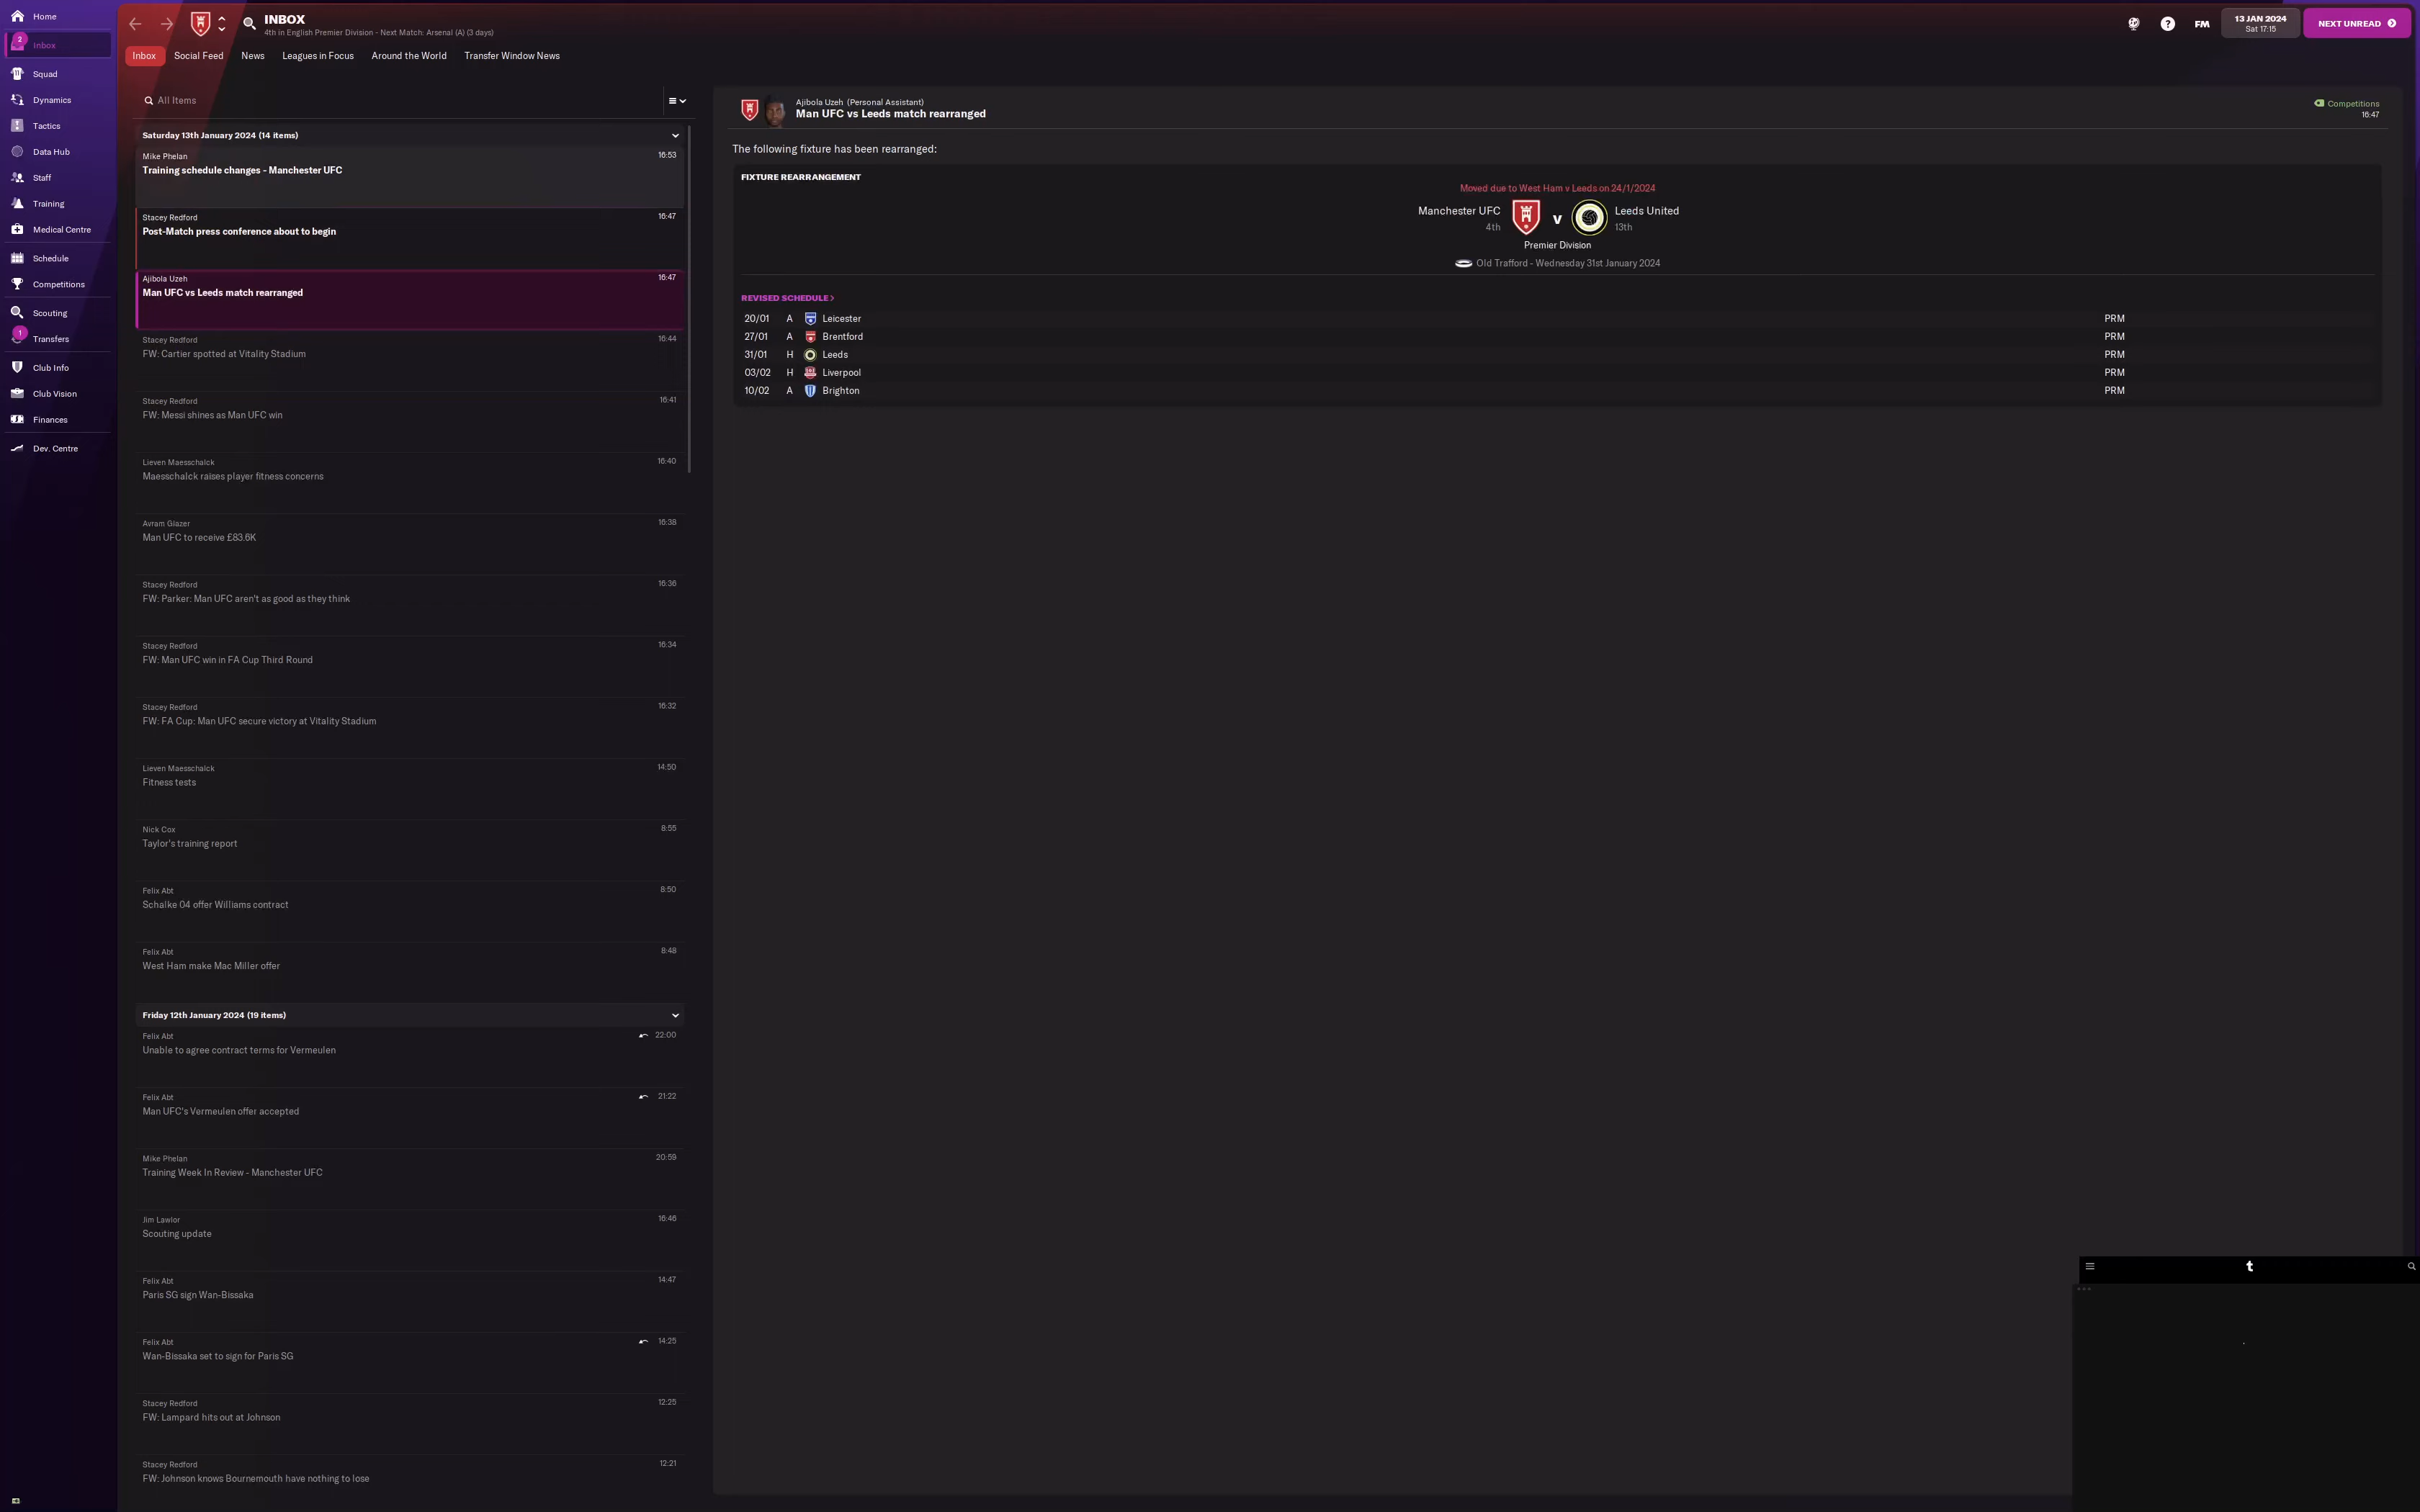 Home
2
Inbox
Squad
Dynamics
Tactics
Data Hub
Staff
Training
Medical Centre
Schedule
Competitions
Scouting
1
Transfers
Club Info
Club Vision
Finances
Dev. Centre
INBOX
4th in English Premier Division - Next Match: Arsenal (A) (3 days)
?
FM
13 JAN 2024
Sat 17:15
NEXT UNREAD
Inbox Social Feed News Leagues in Focus Around the World Transfer Window News
All Items
Saturday 13th January 2024 (14 items)
Mike Phelan 16:53
Training schedule changes - Manchester UFC
Stacey Redford 16:47
Post-Match press conference about to begin
Ajibola Uzeh 16:47
Man UFC vs Leeds match rearranged
Stacey Redford 16:44
FW: Cartier spotted at Vitality Stadium
Stacey Redford 16:41
FW: Messi shines as Man UFC win
Lieven Maesschalck 16:40
Maesschalck raises player fitness concerns
Avram Glazer 16:38
Man UFC to receive £83.6K
Stacey Redford 16:36
FW: Parker: Man UFC aren't as good as they think
Stacey Redford 16:34
FW: Man UFC win in FA Cup Third Round
Stacey Redford 16:32
FW: FA Cup: Man UFC secure victory at Vitality Stadium
Lieven Maesschalck 14:50
Fitness tests
Nick Cox 8:55
Taylor's training report
Felix Abt 8:50
Schalke 04 offer Williams contract
Felix Abt 8:48
West Ham make Mac Miller offer
Friday 12th January 2024 (19 items)
Felix Abt 22:00
Unable to agree contract terms for Vermeulen
Felix Abt 21:22
Man UFC's Vermeulen offer accepted
Mike Phelan 20:59
Training Week In Review - Manchester UFC
Jim Lawlor 16:46
Scouting update
Felix Abt 14:47
Paris SG sign Wan-Bissaka
Felix Abt 14:25
Wan-Bissaka set to sign for Paris SG
Stacey Redford 12:25
FW: Lampard hits out at Johnson
Stacey Redford 12:21
FW: Johnson knows Bournemouth have nothing to lose
Ajibola Uzeh (Personal Assistant)
Man UFC vs Leeds match rearranged
Competitions
16:47
The following fixture has been rearranged:
FIXTURE REARRANGEMENT
Moved due to West Ham v Leeds on 24/1/2024
Manchester UFC v Leeds United
4th 13th
Premier Division
Old Trafford - Wednesday 31st January 2024
REVISED SCHEDULE >
20/01 A Leicester PRM
27/01 A Brentford PRM
31/01 H Leeds PRM
03/02 H Liverpool PRM
10/02 A Brighton PRM
t